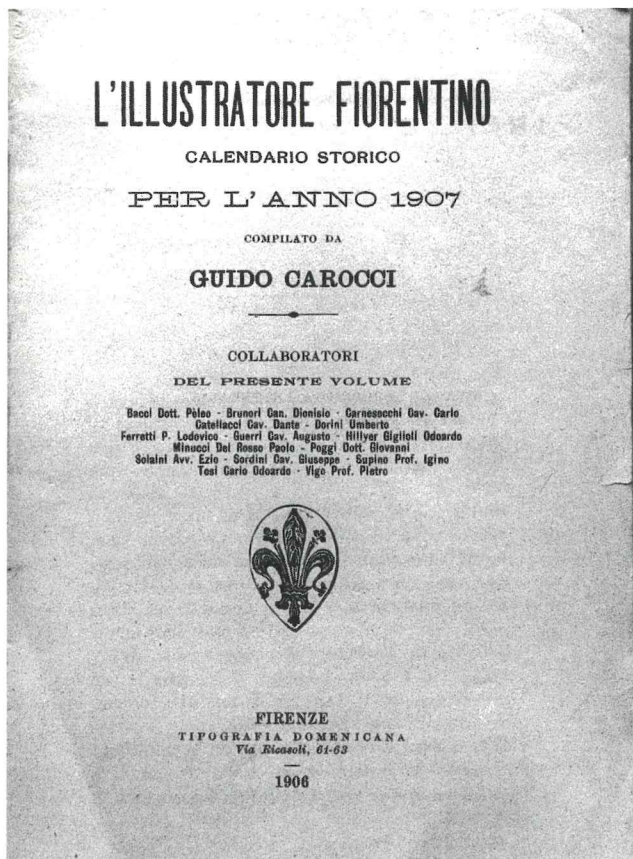 L'ILLUSTRATORE FIORENTINO
CALENDARIO STORICO
PER L'ANNO 1907
COMPILATO DA
GUIDO CAROCCI
COLLABORATORI
DEL PRESENTE VOLUME
Bacci Dott. Pèleo - Brunori Can. Dionisio - Carnesecchi Cav. Carlo
Catellacci Cav. Dante - Dorini Umberto
Ferretti P. Lodovico - Guerri Cav. Augusto - Hillyer Giglioli Odoardo
Minucci Del Rosso Paolo - Poggi Dott. Giovanni
Solaini Avv. Ezio - Sordini Cav. Giuseppe - Supino Prof. Igino
Tosi Carlo Odoardo - Vigo Prof. Pietro
FIRENZE
TIPOGRAFIA DOMENICANA
Via Ricasoli, 61-63
1906